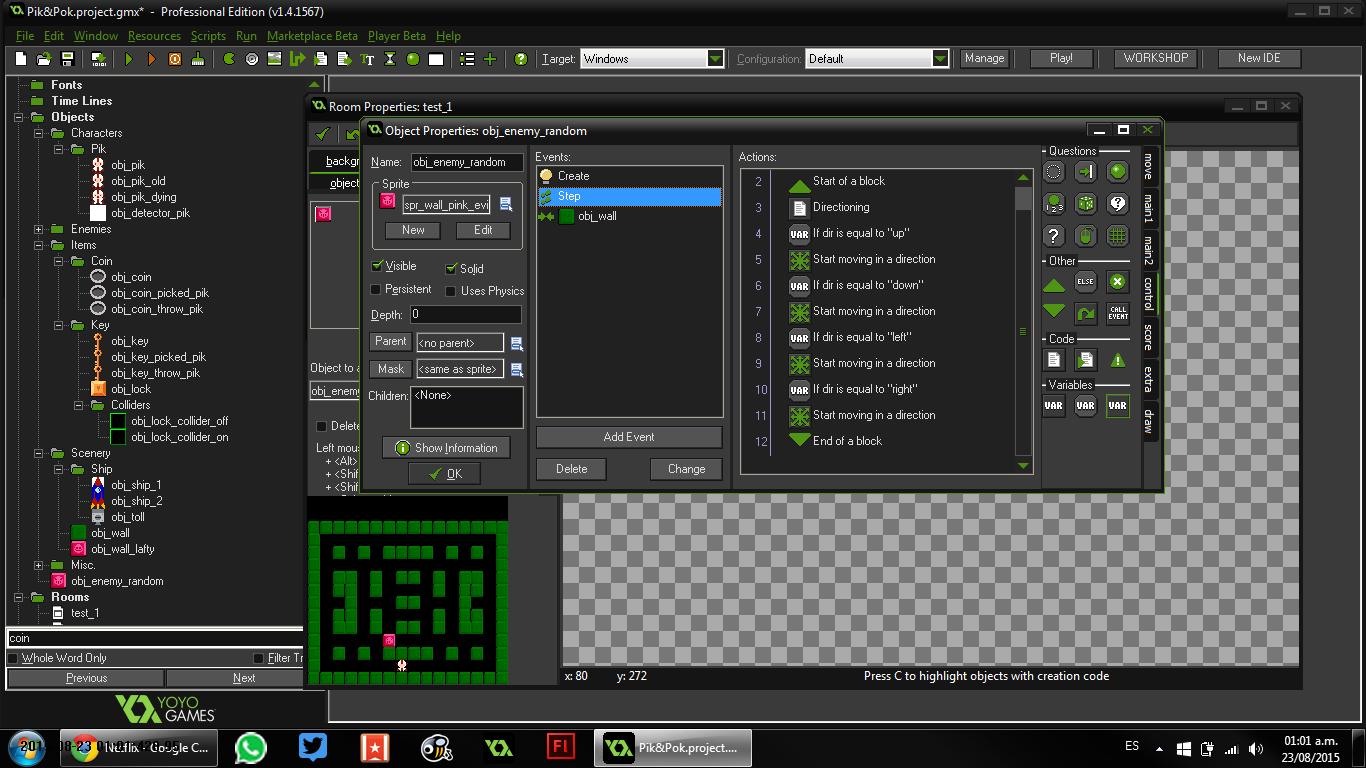 Pik&Pok.project.gmx* - Professional Edition (v1.4.1567)
File Edit Window Resources Scripts Run Marketplace Beta Player Beta Help
Target: Windows Configuration: Default Manage Play! WORKSHOP New IDE
Fonts
Time Lines
Objects
Characters
Pik
obj_pik
obj_pik_old
obj_pik_dying
obj_detector_pik
Enemies
Items
Coin
obj_coin
obj_coin_picked_pik
obj_coin_throw_pik
Key
obj_key
obj_key_picked_pik
obj_key_throw_pik
obj_lock
Colliders
obj_lock_collider_off
obj_lock_collider_on
Scenery
Ship
obj_ship_1
obj_ship_2
obj_toll
obj_wall
obj_wall_lafty
Misc.
obj_enemy_random
Rooms
test_1
coin
Whole Word Only Filter Tr
Previous Next
YOYO
GAMES
Room Properties: test_1
backgr
object
Object to a
obj_enem
Delete
Left mou
+ <Alt>
+ <Shif
+ <Shif
Object Properties: obj_enemy_random
Name: obj_enemy_random
Sprite
spr_wall_pink_evi
New Edit
Visible Solid
Persistent Uses Physics
Depth: 0
Parent <no parent>
Mask <same as sprite>
Children: <None>
Show Information
OK
Events:
Create
Step
obj_wall
Add Event
Delete Change
Actions:
2 Start of a block
3 Directioning
4 VAR If dir is equal to "up"
5 Start moving in a direction
6 VAR If dir is equal to "down"
7 Start moving in a direction
8 VAR If dir is equal to "left"
9 Start moving in a direction
10 VAR If dir is equal to "right"
11 Start moving in a direction
12 End of a block
Questions
1 2 3
? ?
Other
ELSE
CALL
EVENT
Code
Variables
VAR VAR VAR
move
main1
main2
control
score
extra
draw
x: 80 y: 272 Press C to highlight objects with creation code
Netflix - Google C...
Fl
Pik&Pok.project....
ES
01:01 a.m.
23/08/2015